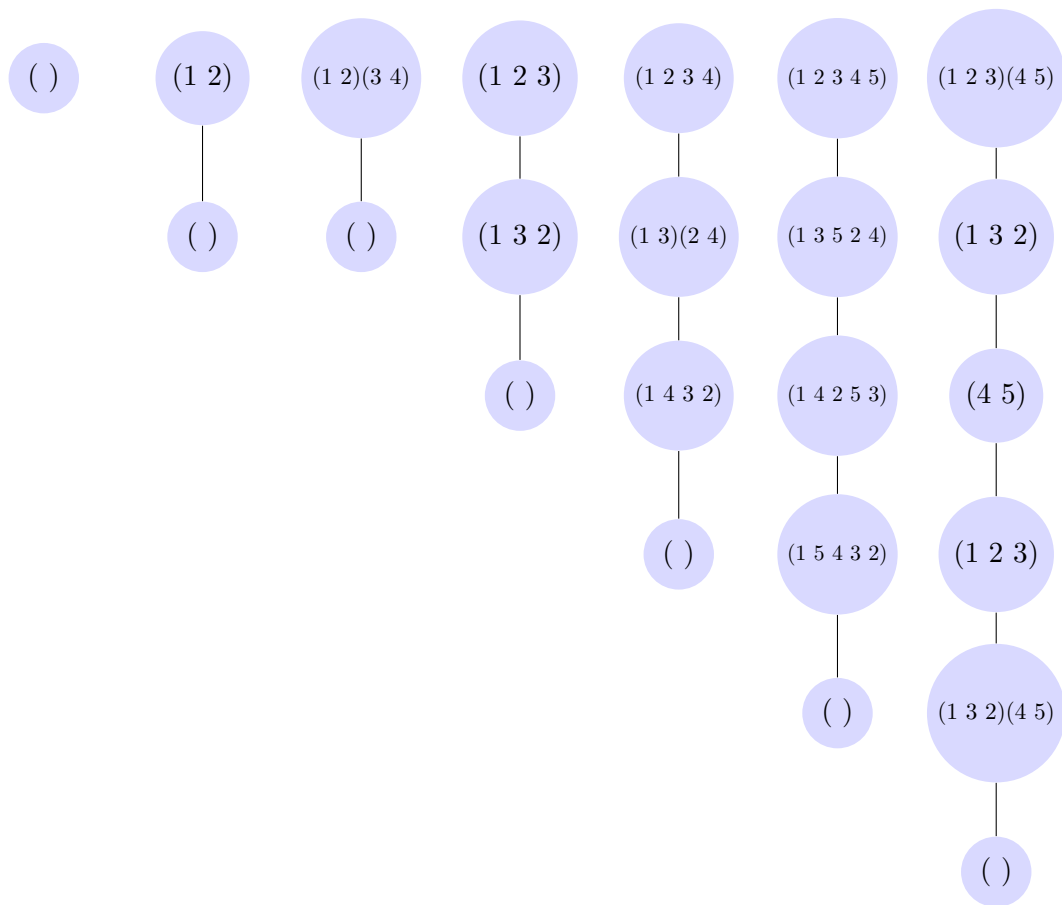 ( ) (1 2) (1 2)(3 4) (1 2 3) (1 2 3 4) (1 2 3 4 5) (1 2 3)(4 5)
( ) ( ) (1 3 2) (1 3)(2 4) (1 3 5 2 4) (1 3 2)
( ) (1 4 3 2) (1 4 2 5 3) (4 5)
( ) (1 5 4 3 2) (1 2 3)
( ) (1 3 2)(4 5)
( )